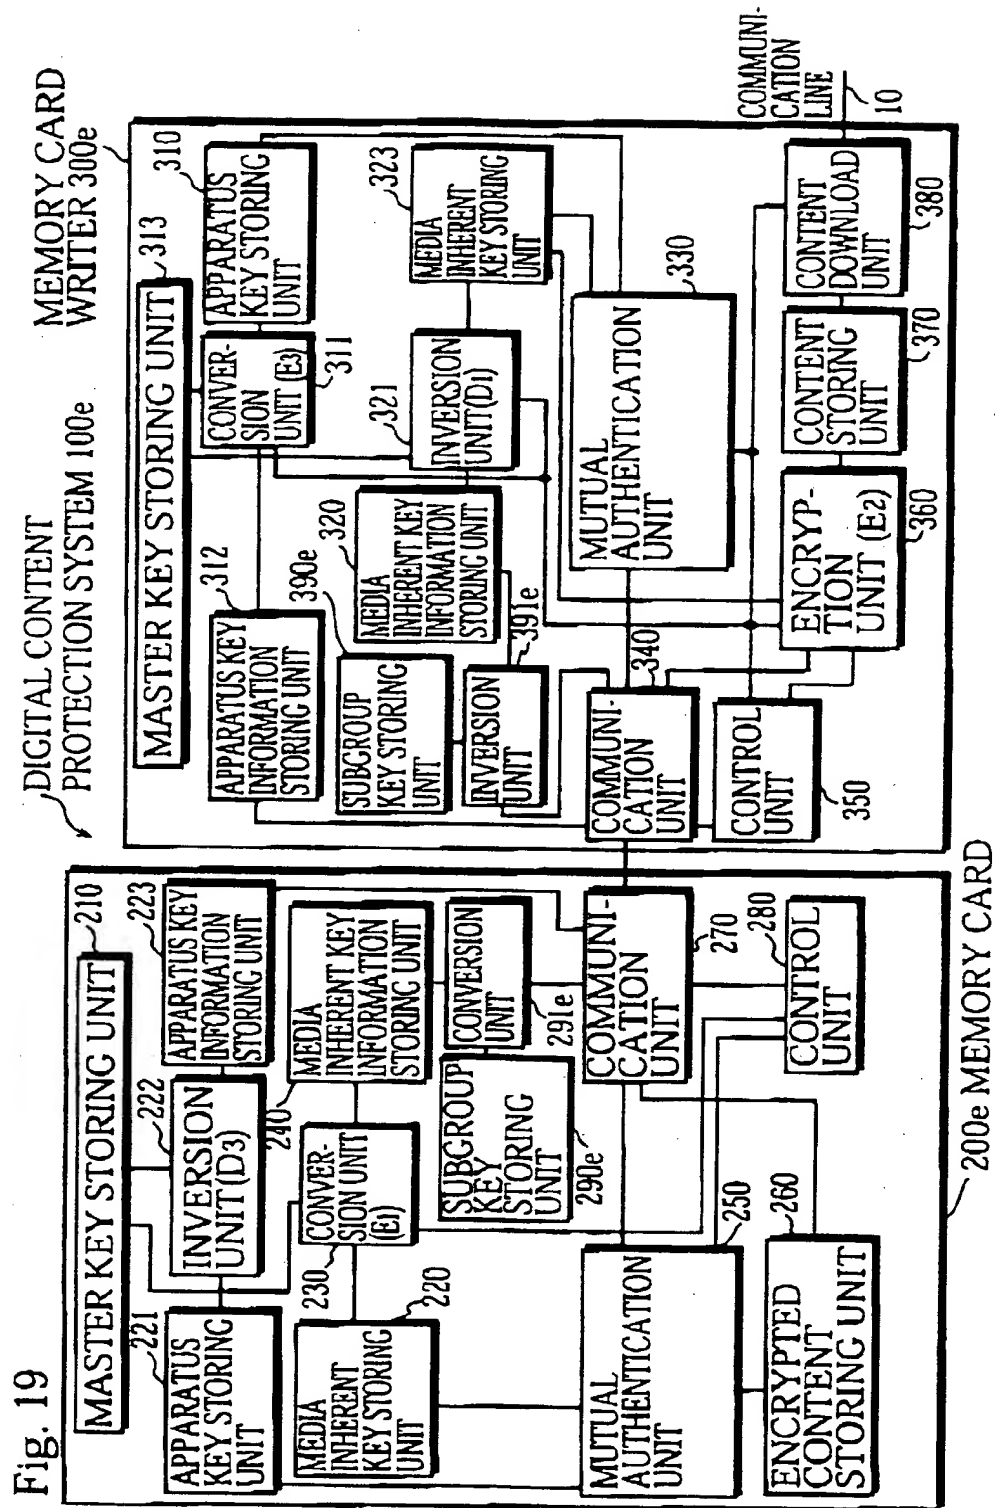 Fig. 19
DIGITAL CONTENT
PROTECTION SYSTEM 100e
MASTER KEY STORING UNIT
210
221
APPARATUS
KEY STORING
UNIT
222
INVERSION
UNIT(D3)
223
APPARATUS KEY
INFORMATION
STORING UNIT
230
CONVER-
SION UNIT
(E1)
240
MEDIA
INHERENT KEY
INFORMATION
STORING UNIT
220
MEDIA
INHERENT
KEY STORING
UNIT
CONVERSION
UNIT
291e
SUBGROUP
KEY
STORING
UNIT
290e
MUTUAL
AUTHENTICATION
UNIT
250
COMMUNI-
CATION
UNIT
270
ENCRYPTED
CONTENT
STORING UNIT
260
CONTROL
UNIT
280
200e MEMORY CARD
MEMORY CARD
WRITER 300e
MASTER KEY STORING UNIT
313
312
APPARATUS KEY
INFORMATION
STORING UNIT
CONVER-
SION
UNIT (E3)
311
310
APPARATUS
KEY STORING
UNIT
390e
SUBGROUP
KEY STORING
UNIT
320
MEDIA
INHERENT KEY
INFORMATION
STORING UNIT
321
INVERSION
UNIT(D1)
323
MEDIA
INHERENT
KEY STORING
UNIT
INVERSION
UNIT
391e
COMMUNI-
CATION
UNIT
340
MUTUAL
AUTHENTICATION
UNIT
330
CONTROL
UNIT
350
ENCRYP-
TION
UNIT (E2)
360
CONTENT
STORING
UNIT
370
CONTENT
DOWNLOAD
UNIT
380
COMMUNI-
CATION
LINE
10